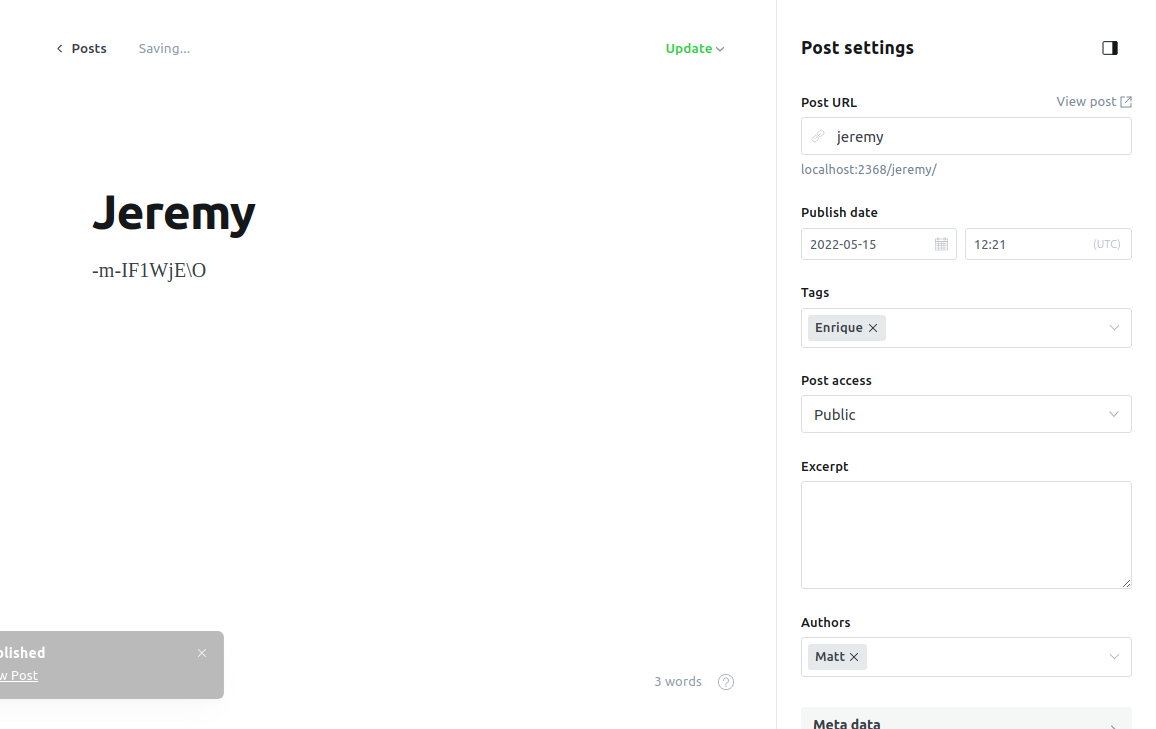 Posts Saving... Update
Post settings
Post URL View post
jeremy
localhost:2368/jeremy/
Jeremy
-m-IF1WjE\O
Publish date
2022-05-15 12:21 (UTC)
Tags
Enrique
Post access
Public
Excerpt
Authors
Matt
View Post
3 words ?
Meta data